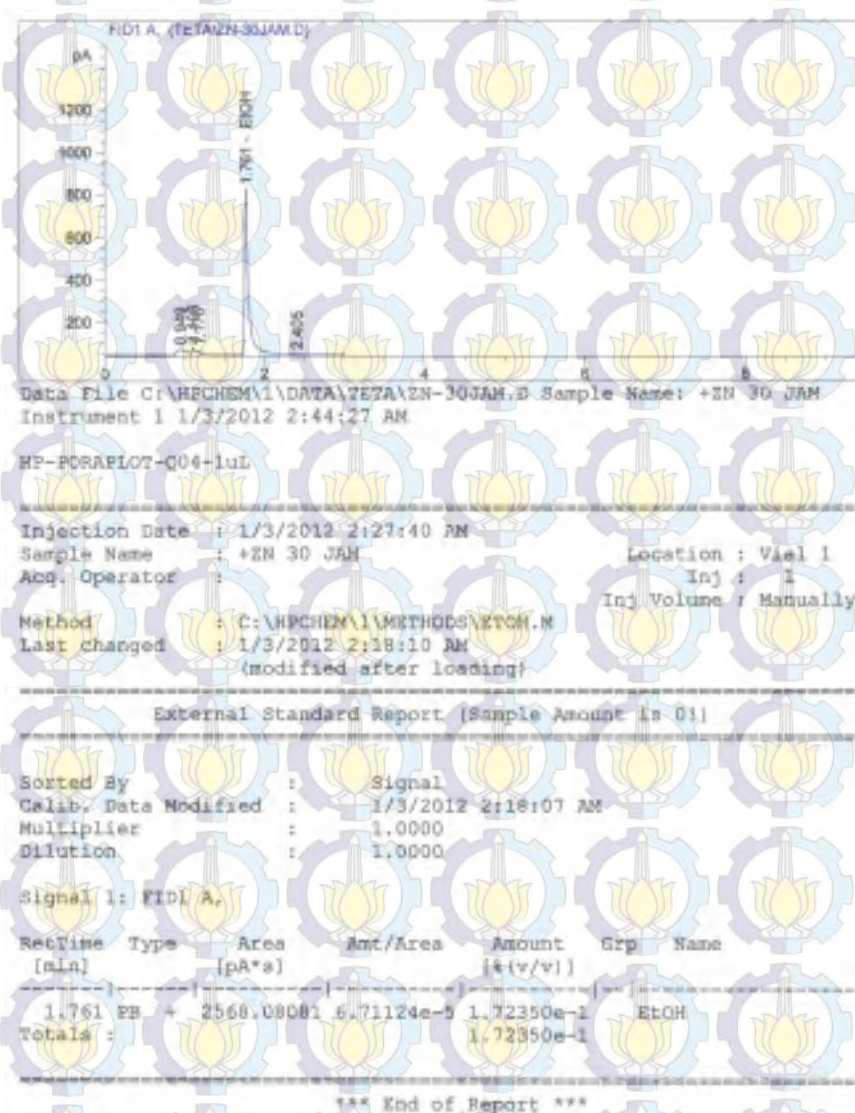 FID1 A, (TETA\ZN-30JAM.D)
pA
1200
1000
800
600
400
200
1.761 - EtOH
0.949
2.405
0 2 4 6 8
Data File C:\HPCHEM\1\DATA\TETA\ZN-30JAM.D Sample Name: +ZN 30 JAM
Instrument 1 1/3/2012 2:44:27 AM
HP-PORAPLOT-Q04-1uL
Injection Date : 1/3/2012 2:27:40 AM
Sample Name : +ZN 30 JAM Location : Vial 1
Acq. Operator : Inj : 1
Inj Volume : Manually
Method : C:\HPCHEM\1\METHODS\ETOH.M
Last changed : 1/3/2012 2:18:10 AM
(modified after loading)
External Standard Report (Sample Amount is 0!)
Sorted By : Signal
Calib. Data Modified : 1/3/2012 2:18:07 AM
Multiplier : 1.0000
Dilution : 1.0000
Signal 1: FID1 A,
RetTime Type Area Amt/Area Amount Grp Name
[min] [pA*s] [%(v/v)]
-------|------|----------|----------|----------|--|------------------
1.761 PB + 2568.08081 6.71124e-5 1.72350e-1 EtOH
Totals : 1.72350e-1
*** End of Report ***